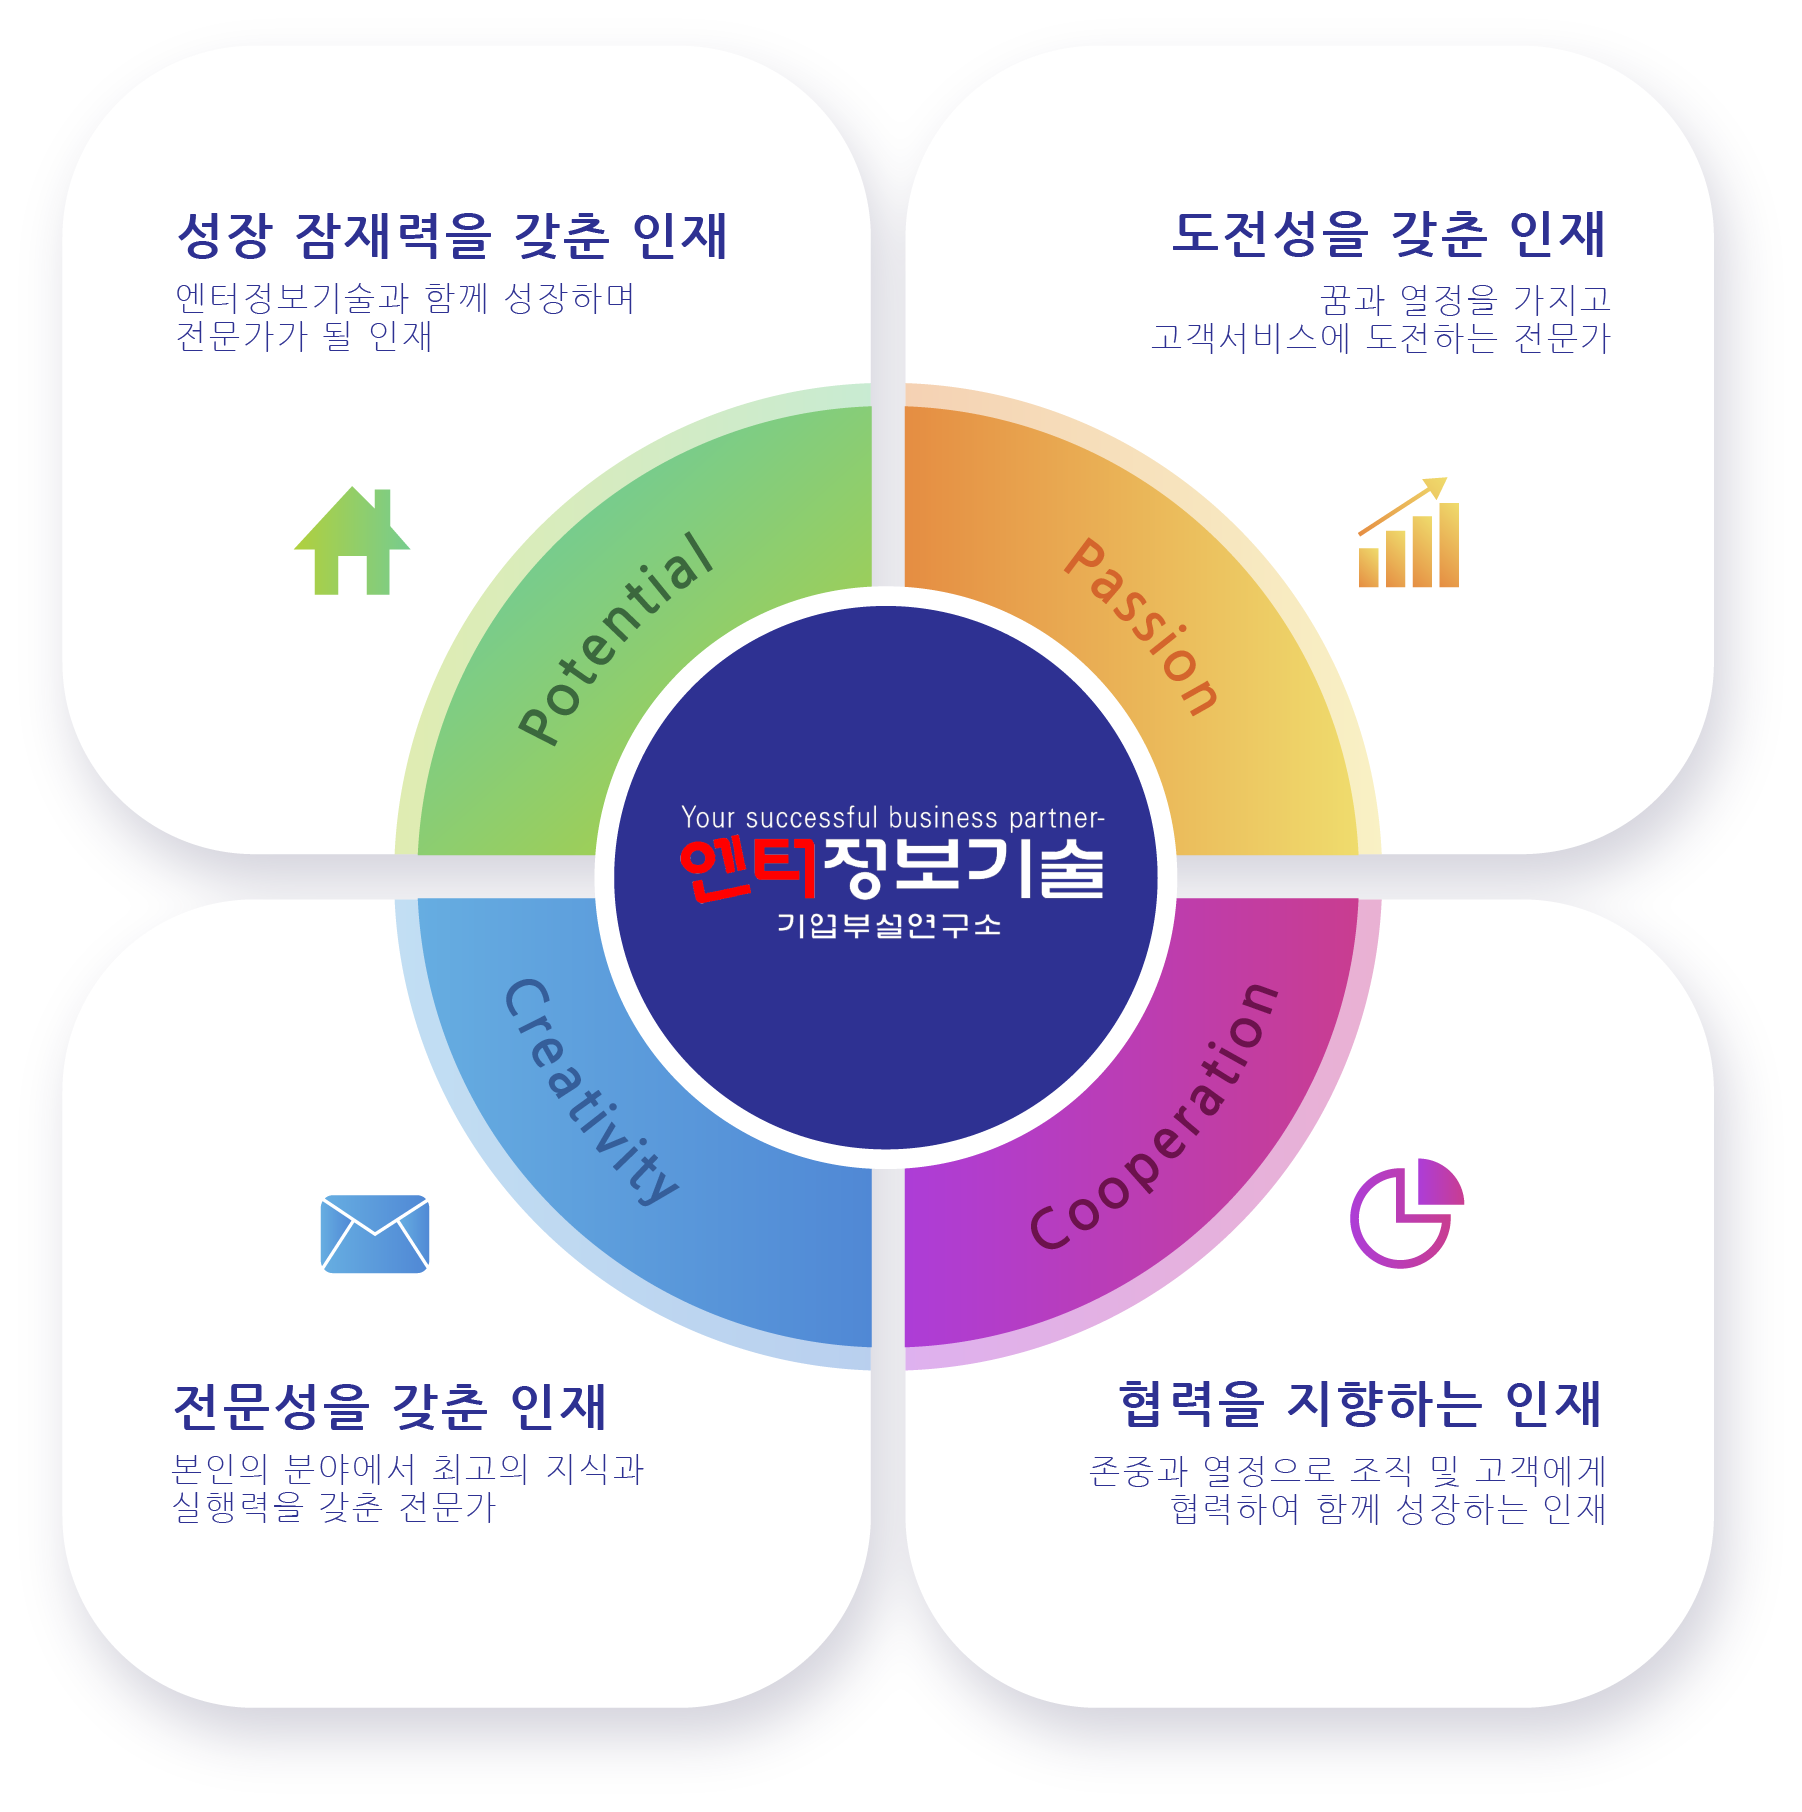 성장 잠재력을 갖춘 인재
엔터정보기술과 함께 성장하며
전문가가 될 인재
도전성을 갖춘 인재
꿈과 열정을 가지고
고객서비스에 도전하는 전문가
Potential
Passion
Your successful business partner-
엔터정보기술
기업부설연구소
Creativity
Cooperation
전문성을 갖춘 인재
본인의 분야에서 최고의 지식과
실행력을 갖춘 전문가
협력을 지향하는 인재
존중과 열정으로 조직 및 고객에게
협력하여 함께 성장하는 인재